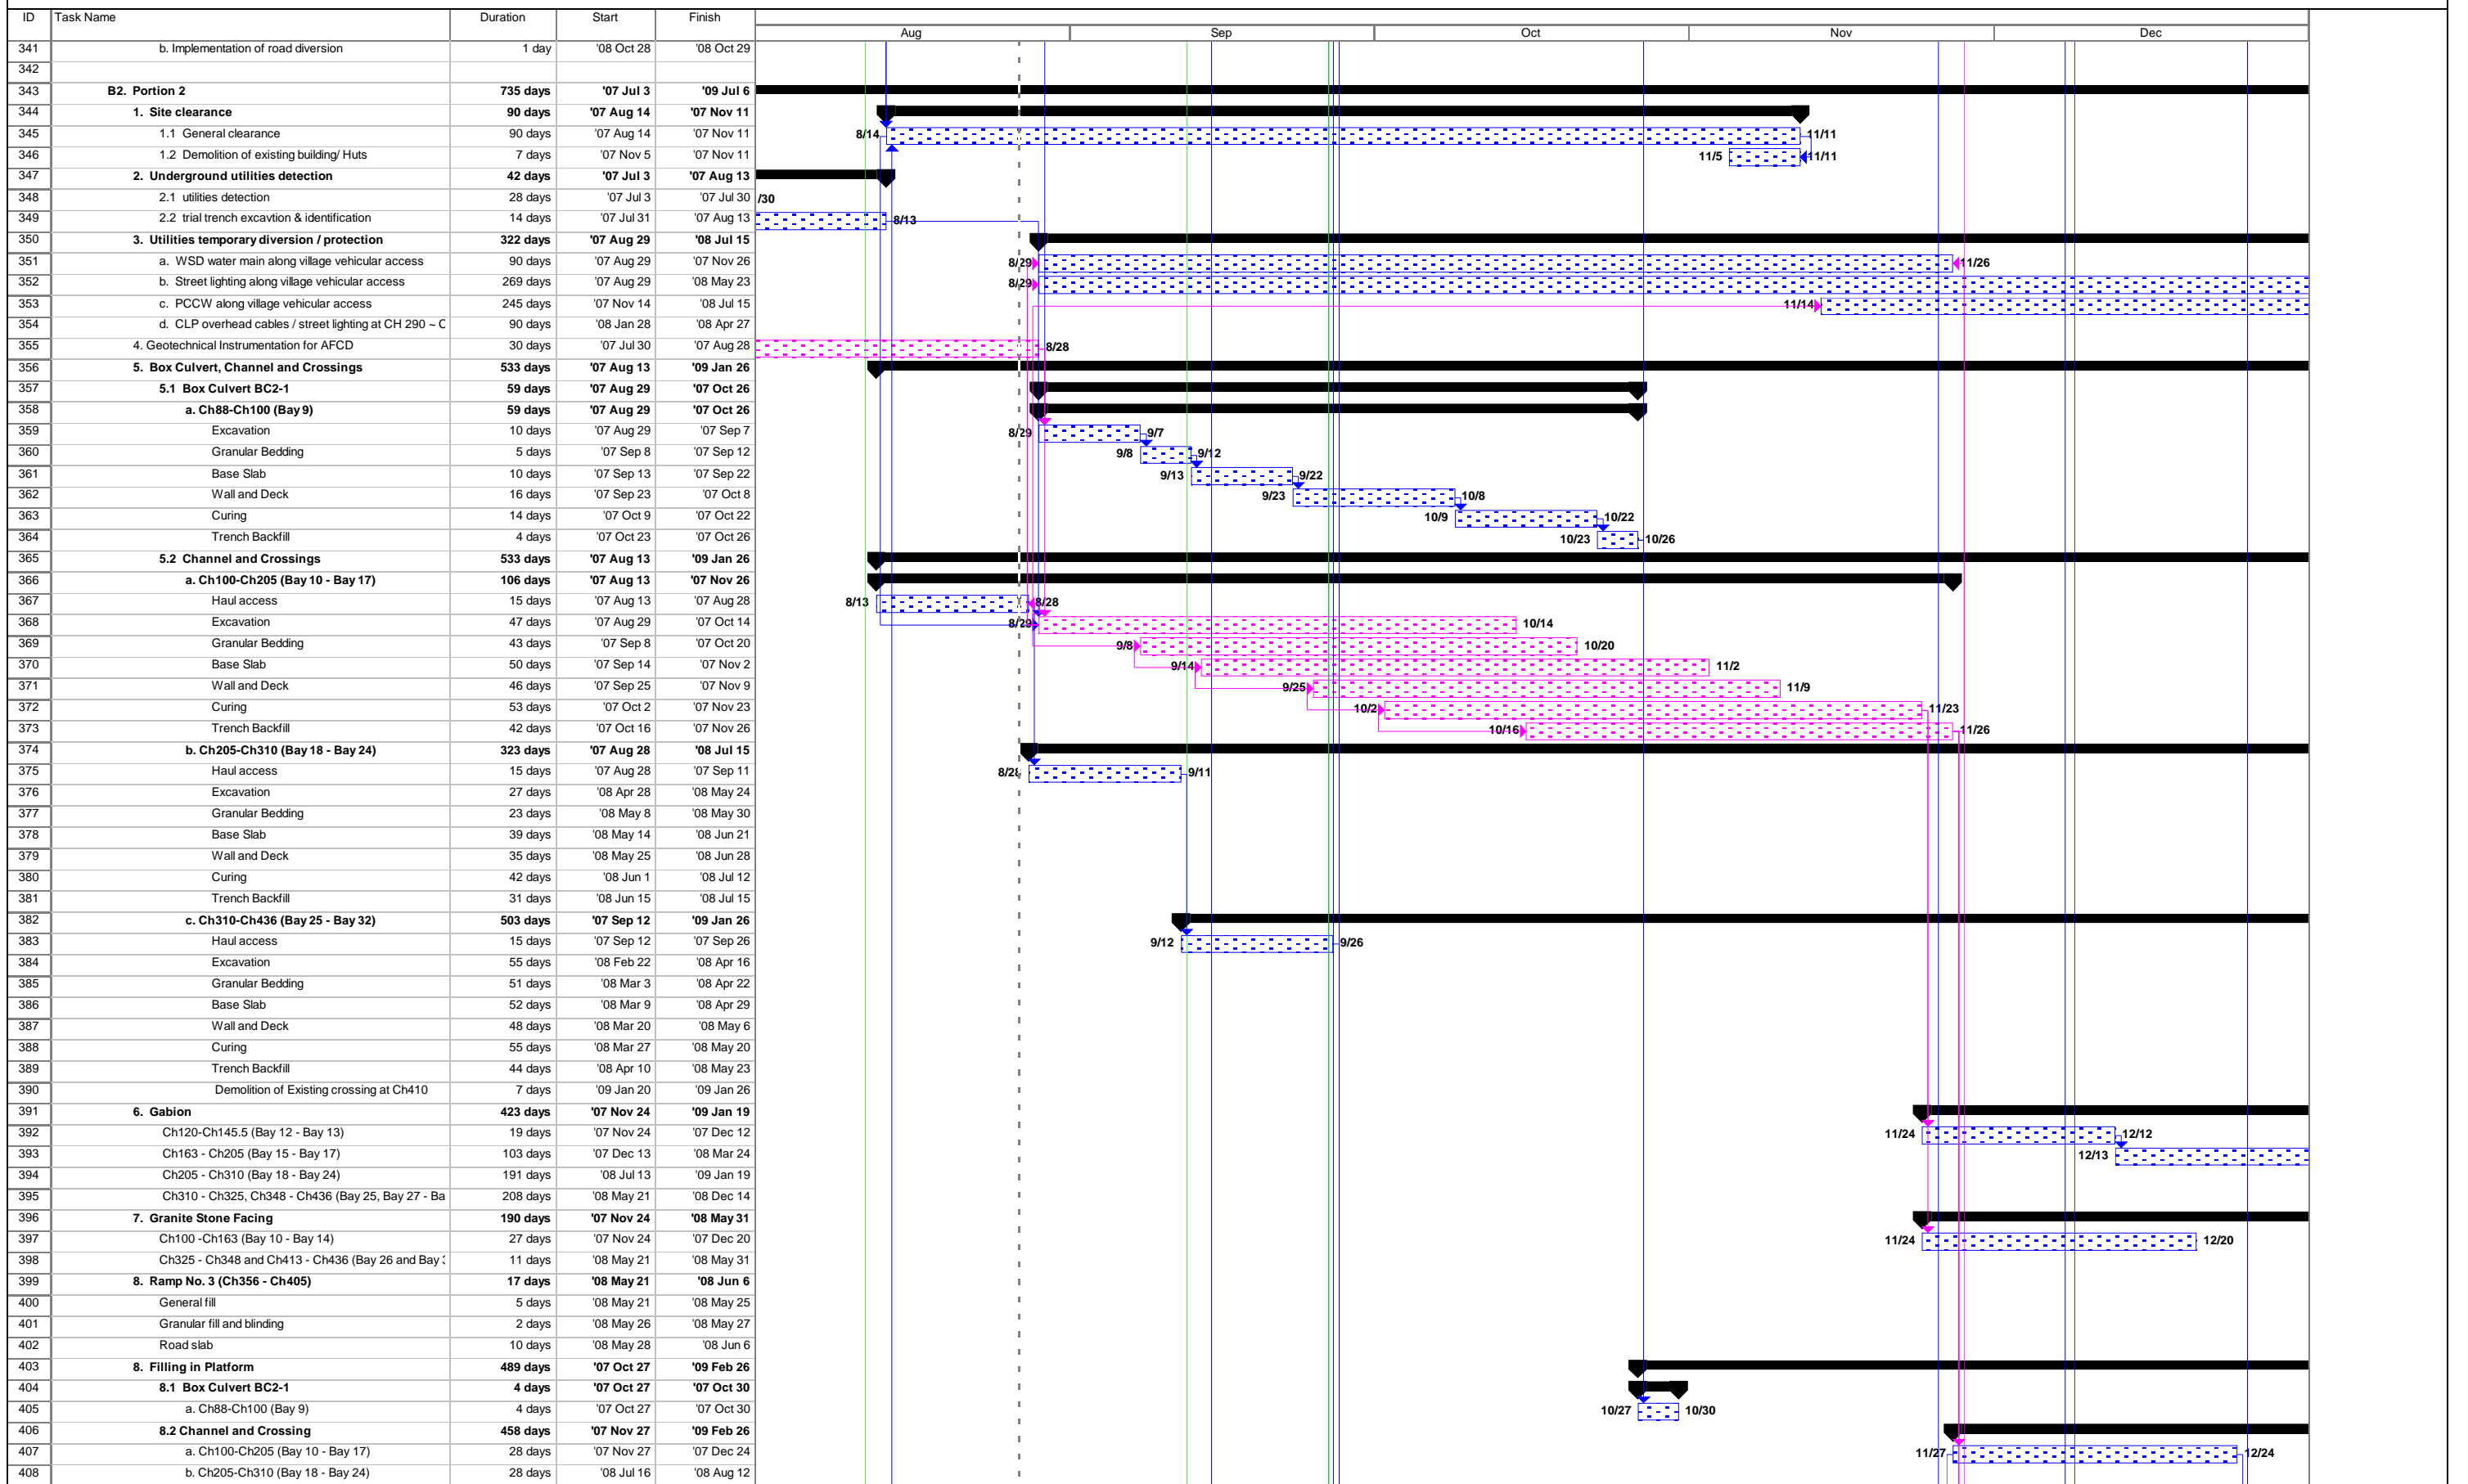 ID Task Name Duration Start Finish
Aug Sep Oct Nov Dec
341 b. Implementation of road diversion 1 day '08 Oct 28 '08 Oct 29
342
343 B2. Portion 2 735 days '07 Jul 3 '09 Jul 6
344 1. Site clearance 90 days '07 Aug 14 '07 Nov 11
345 1.1 General clearance 90 days '07 Aug 14 '07 Nov 11 8/14 11/11
346 1.2 Demolition of existing building/ Huts 7 days '07 Nov 5 '07 Nov 11 11/5 11/11
347 2. Underground utilities detection 42 days '07 Jul 3 '07 Aug 13
348 2.1 utilities detection 28 days '07 Jul 3 '07 Jul 30 /30
349 2.2 trial trench excavtion & identification 14 days '07 Jul 31 '07 Aug 13 8/13
350 3. Utilities temporary diversion / protection 322 days '07 Aug 29 '08 Jul 15
351 a. WSD water main along village vehicular access 90 days '07 Aug 29 '07 Nov 26 8/29 11/26
352 b. Street lighting along village vehicular access 269 days '07 Aug 29 '08 May 23 8/29
353 c. PCCW along village vehicular access 245 days '07 Nov 14 '08 Jul 15 11/14
354 d. CLP overhead cables / street lighting at CH 290 ~ C 90 days '08 Jan 28 '08 Apr 27
355 4. Geotechnical Instrumentation for AFCD 30 days '07 Jul 30 '07 Aug 28 8/28
356 5. Box Culvert, Channel and Crossings 533 days '07 Aug 13 '09 Jan 26
357 5.1 Box Culvert BC2-1 59 days '07 Aug 29 '07 Oct 26
358 a. Ch88-Ch100 (Bay 9) 59 days '07 Aug 29 '07 Oct 26
359 Excavation 10 days '07 Aug 29 '07 Sep 7 8/29 9/7
360 Granular Bedding 5 days '07 Sep 8 '07 Sep 12 9/8 9/12
361 Base Slab 10 days '07 Sep 13 '07 Sep 22 9/13 9/22
362 Wall and Deck 16 days '07 Sep 23 '07 Oct 8 9/23 10/8
363 Curing 14 days '07 Oct 9 '07 Oct 22 10/9 10/22
364 Trench Backfill 4 days '07 Oct 23 '07 Oct 26 10/23 10/26
365 5.2 Channel and Crossings 533 days '07 Aug 13 '09 Jan 26
366 a. Ch100-Ch205 (Bay 10 - Bay 17) 106 days '07 Aug 13 '07 Nov 26
367 Haul access 15 days '07 Aug 13 '07 Aug 28 8/13 8/28
368 Excavation 47 days '07 Aug 29 '07 Oct 14 8/29 10/14
369 Granular Bedding 43 days '07 Sep 8 '07 Oct 20 9/8 10/20
370 Base Slab 50 days '07 Sep 14 '07 Nov 2 9/14 11/2
371 Wall and Deck 46 days '07 Sep 25 '07 Nov 9 9/25 11/9
372 Curing 53 days '07 Oct 2 '07 Nov 23 10/2 11/23
373 Trench Backfill 42 days '07 Oct 16 '07 Nov 26 10/16 11/26
374 b. Ch205-Ch310 (Bay 18 - Bay 24) 323 days '07 Aug 28 '08 Jul 15
375 Haul access 15 days '07 Aug 28 '07 Sep 11 8/28 9/11
376 Excavation 27 days '08 Apr 28 '08 May 24
377 Granular Bedding 23 days '08 May 8 '08 May 30
378 Base Slab 39 days '08 May 14 '08 Jun 21
379 Wall and Deck 35 days '08 May 25 '08 Jun 28
380 Curing 42 days '08 Jun 1 '08 Jul 12
381 Trench Backfill 31 days '08 Jun 15 '08 Jul 15
382 c. Ch310-Ch436 (Bay 25 - Bay 32) 503 days '07 Sep 12 '09 Jan 26
383 Haul access 15 days '07 Sep 12 '07 Sep 26 9/12 9/26
384 Excavation 55 days '08 Feb 22 '08 Apr 16
385 Granular Bedding 51 days '08 Mar 3 '08 Apr 22
386 Base Slab 52 days '08 Mar 9 '08 Apr 29
387 Wall and Deck 48 days '08 Mar 20 '08 May 6
388 Curing 55 days '08 Mar 27 '08 May 20
389 Trench Backfill 44 days '08 Apr 10 '08 May 23
390 Demolition of Existing crossing at Ch410 7 days '09 Jan 20 '09 Jan 26
391 6. Gabion 423 days '07 Nov 24 '09 Jan 19
392 Ch120-Ch145.5 (Bay 12 - Bay 13) 19 days '07 Nov 24 '07 Dec 12 11/24 12/12
393 Ch163 - Ch205 (Bay 15 - Bay 17) 103 days '07 Dec 13 '08 Mar 24 12/13
394 Ch205 - Ch310 (Bay 18 - Bay 24) 191 days '08 Jul 13 '09 Jan 19
395 Ch310 - Ch325, Ch348 - Ch436 (Bay 25, Bay 27 - Ba 208 days '08 May 21 '08 Dec 14
396 7. Granite Stone Facing 190 days '07 Nov 24 '08 May 31
397 Ch100 -Ch163 (Bay 10 - Bay 14) 27 days '07 Nov 24 '07 Dec 20 11/24 12/20
398 Ch325 - Ch348 and Ch413 - Ch436 (Bay 26 and Bay 11 days '08 May 21 '08 May 31
399 8. Ramp No. 3 (Ch356 - Ch405) 17 days '08 May 21 '08 Jun 6
400 General fill 5 days '08 May 21 '08 May 25
401 Granular fill and blinding 2 days '08 May 26 '08 May 27
402 Road slab 10 days '08 May 28 '08 Jun 6
403 8. Filling in Platform 489 days '07 Oct 27 '09 Feb 26
404 8.1 Box Culvert BC2-1 4 days '07 Oct 27 '07 Oct 30
405 a. Ch88-Ch100 (Bay 9) 4 days '07 Oct 27 '07 Oct 30 10/27 10/30
406 8.2 Channel and Crossing 458 days '07 Nov 27 '09 Feb 26
407 a. Ch100-Ch205 (Bay 10 - Bay 17) 28 days '07 Nov 27 '07 Dec 24 11/27 12/24
408 b. Ch205-Ch310 (Bay 18 - Bay 24) 28 days '08 Jul 16 '08 Aug 12